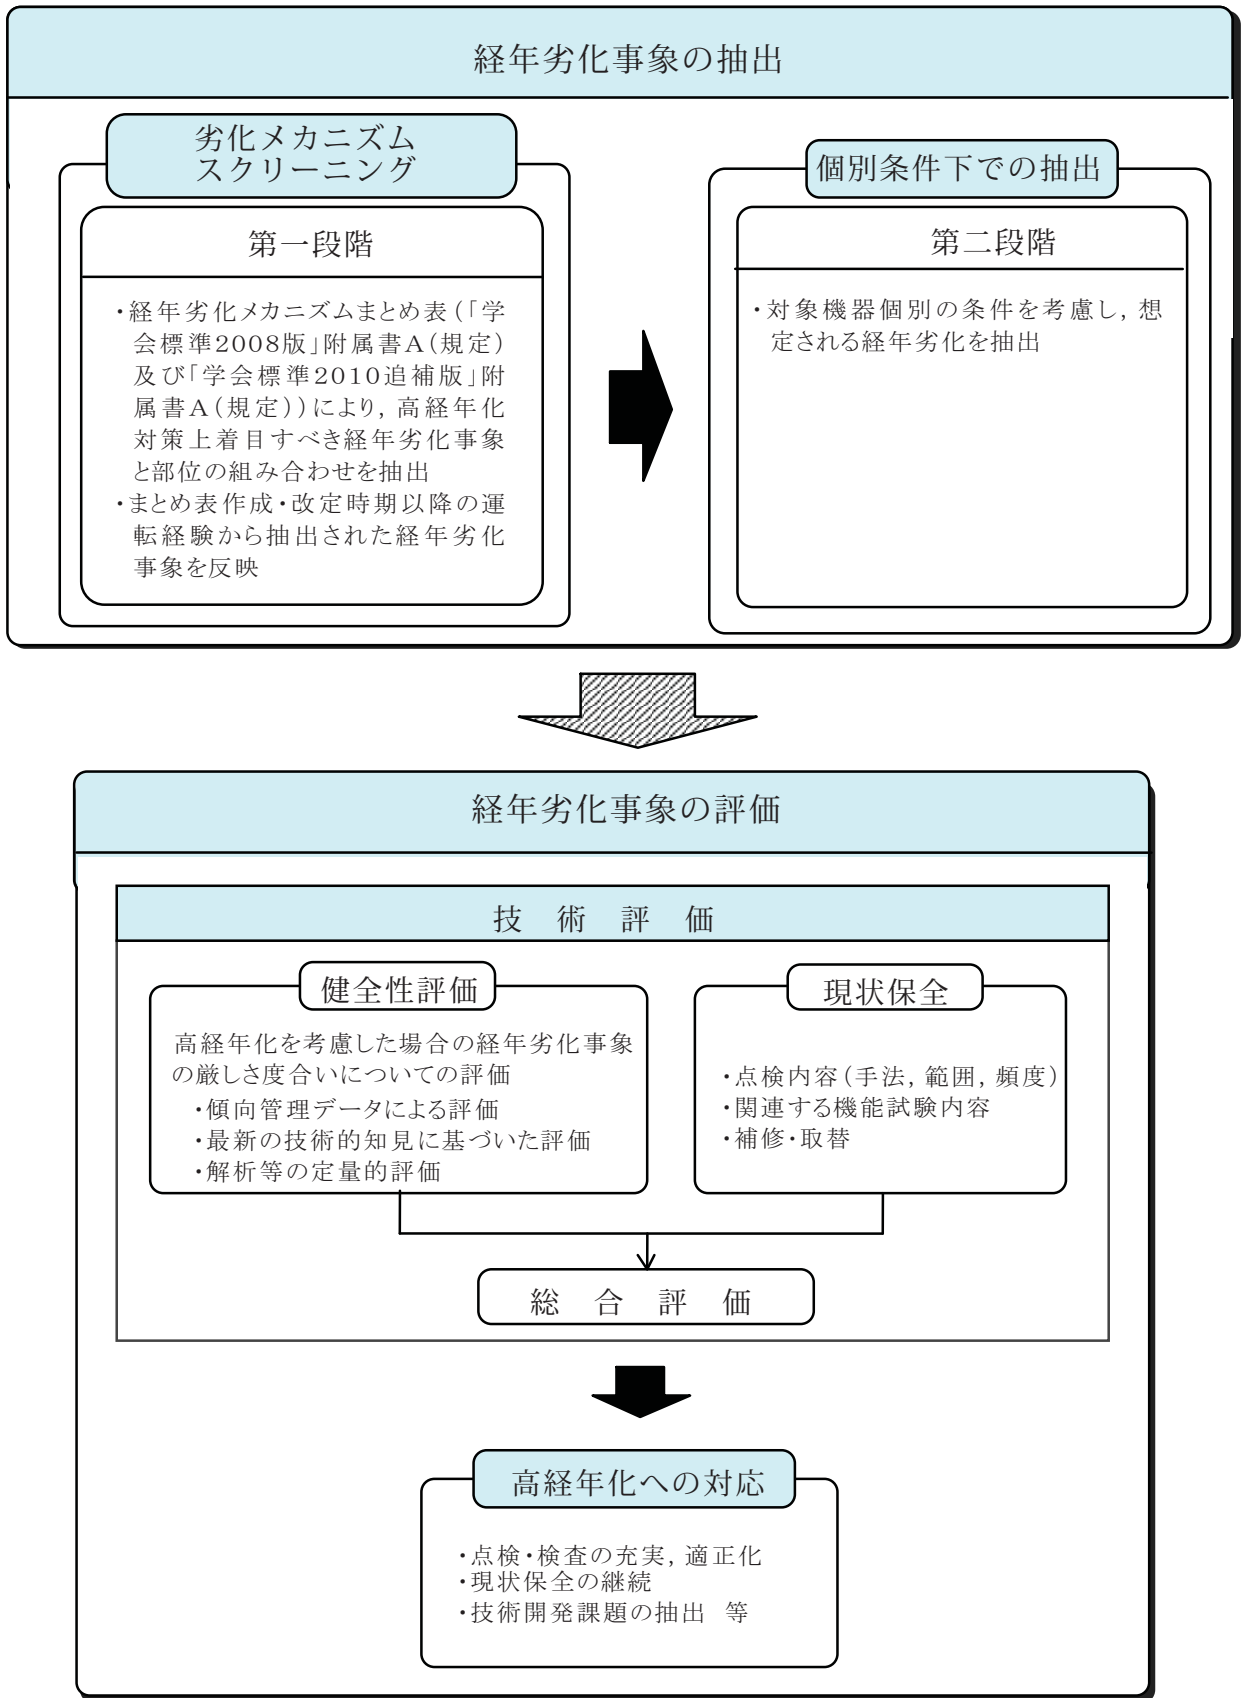 経年劣化事象の抽出
劣化メカニズム
スクリーニング
第一段階
・経年劣化メカニズムまとめ表(「学
会標準2008版」附属書A(規定)
及び「学会標準2010追補版」附
属書A(規定))により,高経年化
対策上着目すべき経年劣化事象
と部位の組み合わせを抽出
・まとめ表作成・改定時期以降の運
転経験から抽出された経年劣化
事象を反映
個別条件下での抽出
第二段階
・対象機器個別の条件を考慮し,想
定される経年劣化を抽出
経年劣化事象の評価
技 術 評 価
健全性評価
高経年化を考慮した場合の経年劣化事象
の厳しさ度合いについての評価
・傾向管理データによる評価
・最新の技術的知見に基づいた評価
・解析等の定量的評価
現状保全
・点検内容(手法,範囲,頻度)
・関連する機能試験内容
・補修・取替
総 合 評 価
高経年化への対応
・点検・検査の充実,適正化
・現状保全の継続
・技術開発課題の抽出 等